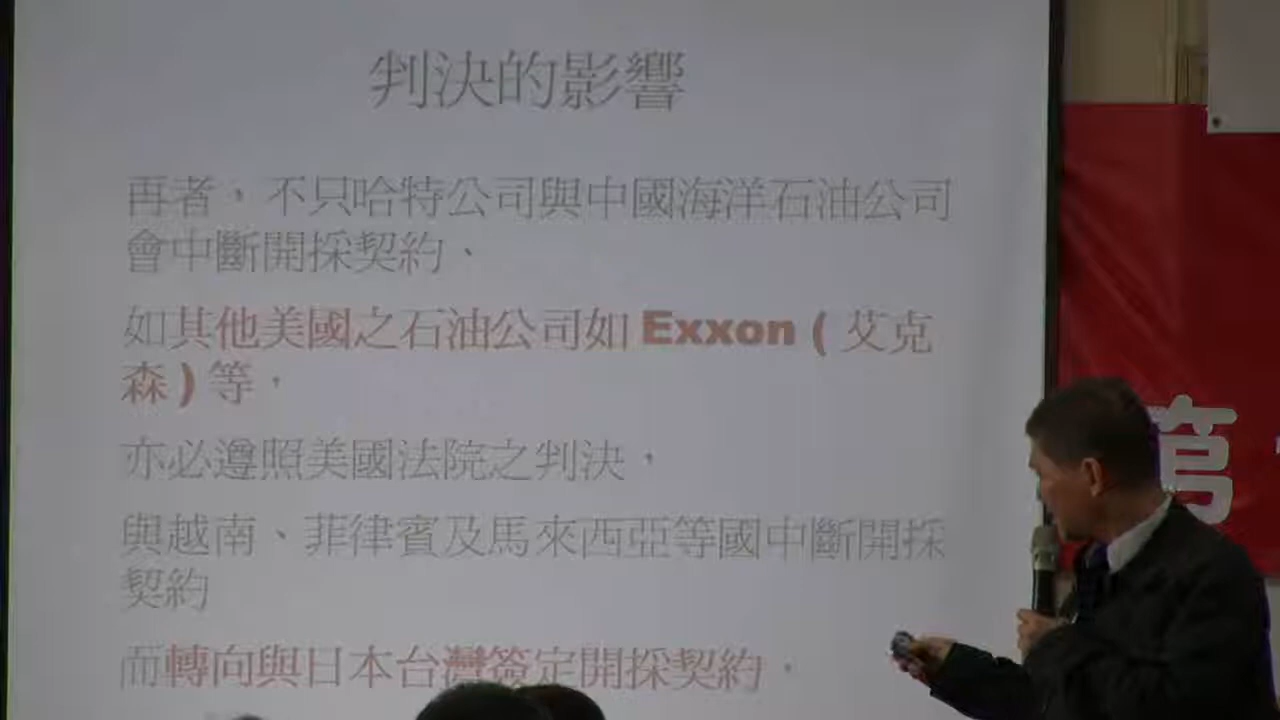 判決的影響
再者，不只哈特公司與中國海洋石油公司
會中斷開採契約、
如其他美國之石油公司如 Exxon ( 艾克
森 ) 等，
亦必遵照美國法院之判決，
與越南、菲律賓及馬來西亞等國中斷開採
契約
而轉向與日本台灣簽定開採契約．
第